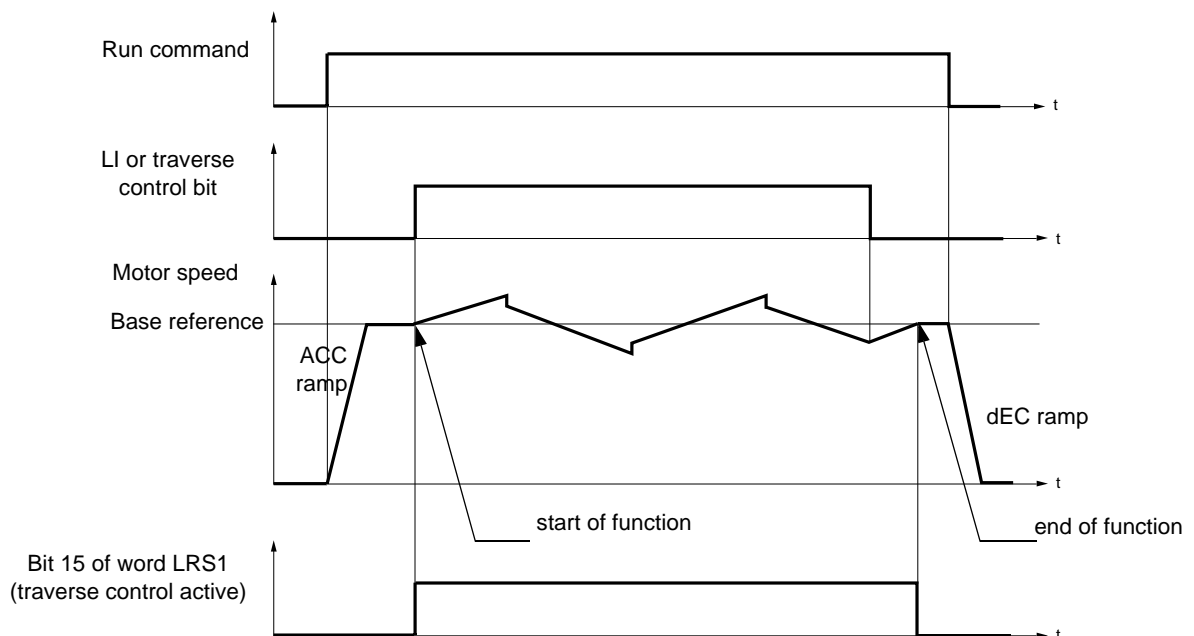 Run command
t
LI or traverse
control bit
t
Motor speed
Base reference
ACC
ramp
dEC ramp
t
start of function
end of function
Bit 15 of word LRS1
(traverse control active)
t